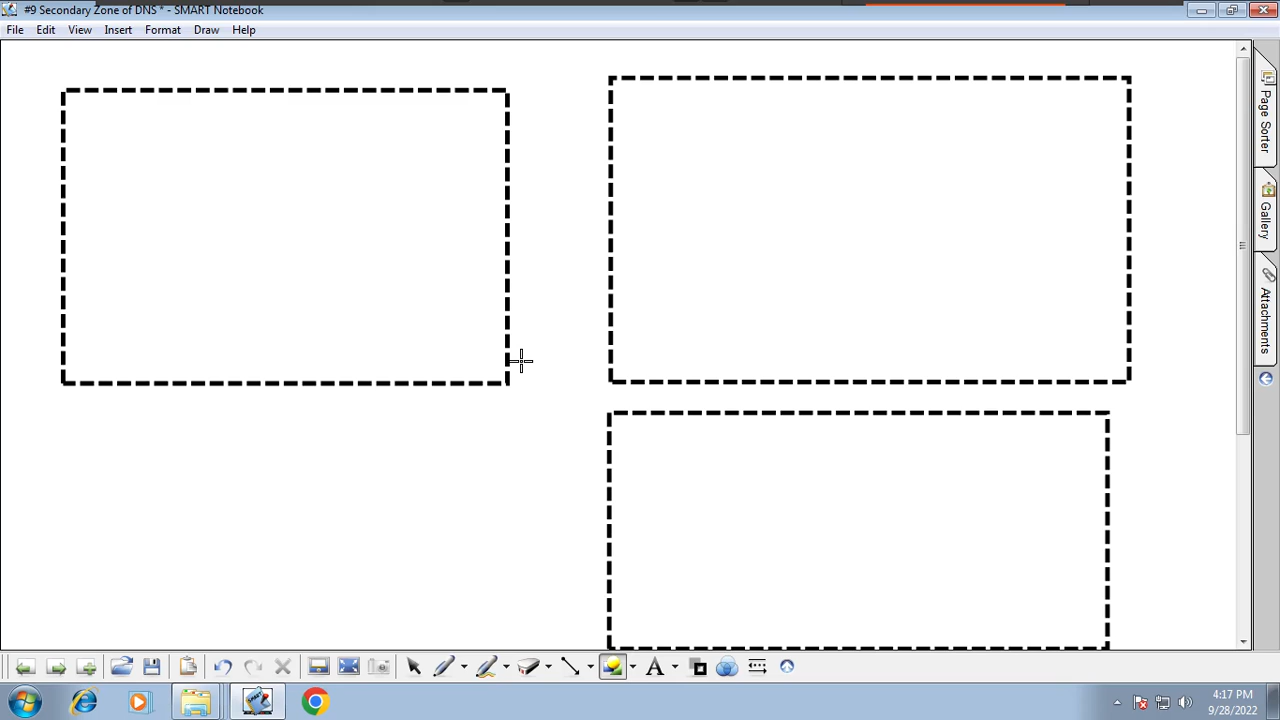 #9 Secondary Zone of DNS * - SMART Notebook
File Edit View Insert Format Draw Help
Page Sorter
Gallery
Attachments
4:17 PM
9/28/2022